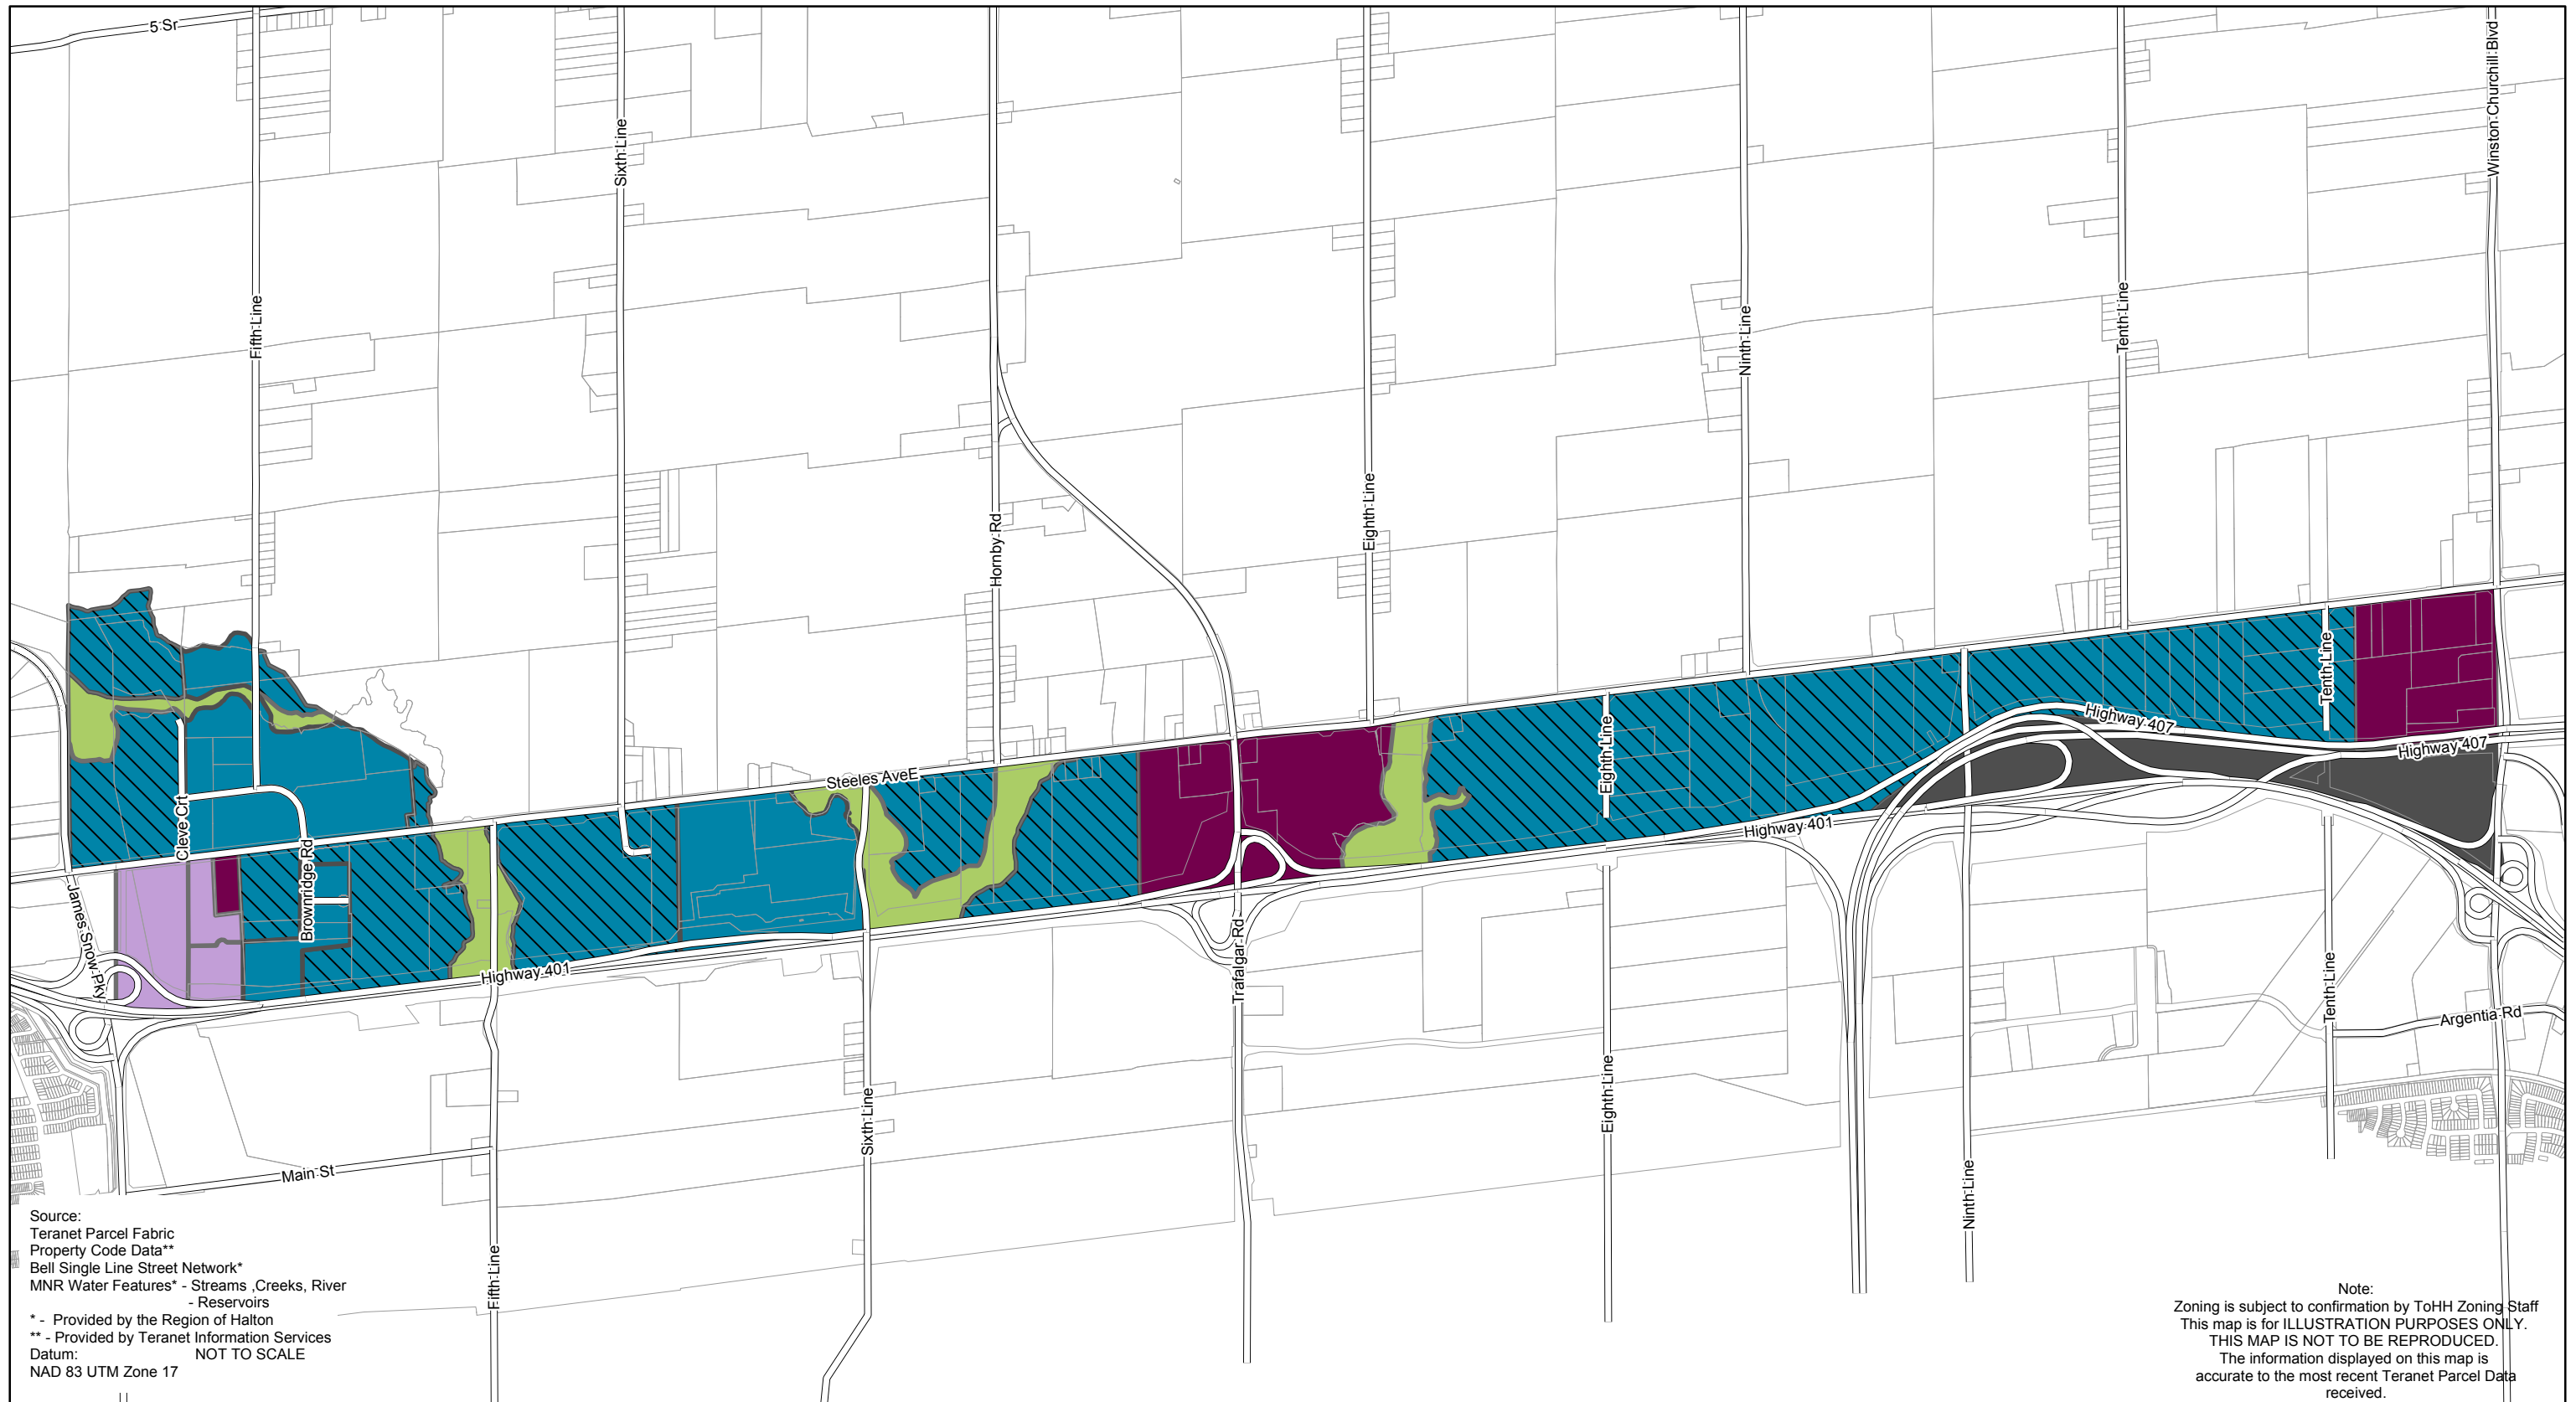 5 Sr
Fifth Line
Sixth Line
Hornby Rd
Eighth Line
Ninth Line
Tenth Line
Winston Churchill Blvd
Cleve Crt
Brownridge Rd
James Snow Pky
Steeles AveE
Highway 401
Trafalgar Rd
Eighth Line
Highway 401
Highway 407
Tenth Line
Highway 407
Main St
Fifth Line
Sixth Line
Eighth Line
Ninth Line
Tenth Line
Argentia Rd
Source:
Teranet Parcel Fabric
Property Code Data**
Bell Single Line Street Network*
MNR Water Features* - Streams ,Creeks, River
- Reservoirs
* - Provided by the Region of Halton
** - Provided by Teranet Information Services
Datum: NOT TO SCALE
NAD 83 UTM Zone 17
Note:
Zoning is subject to confirmation by ToHH Zoning Staff
This map is for ILLUSTRATION PURPOSES ONLY.
THIS MAP IS NOT TO BE REPRODUCED.
The information displayed on this map is
accurate to the most recent Teranet Parcel Data
received.